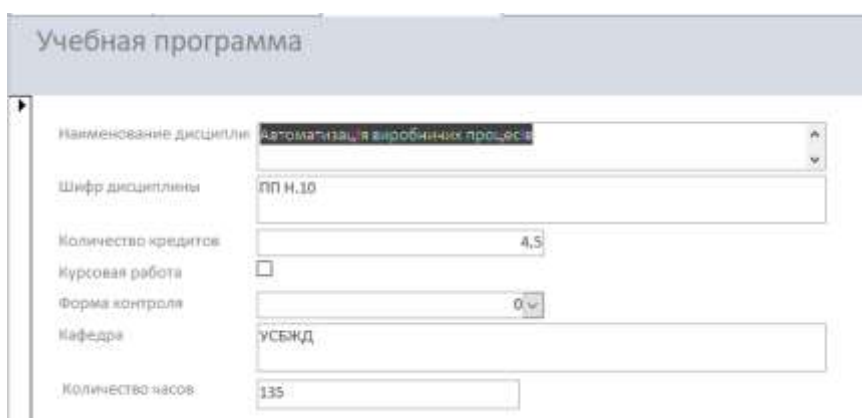 Учебная программа
Наименование дисципли Автоматизація виробничих процесів
Шифр дисциплины ПП Н.10
Количество кредитов 4,5
Курсовая работа
Форма контроля 0
Кафедра УСБЖД
Количество часов 135